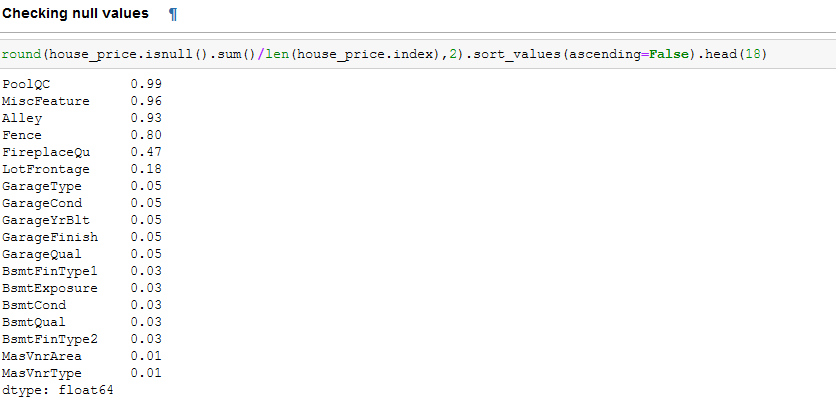 Checking null values ¶
round(house_price.isnull().sum()/len(house_price.index),2).sort_values(ascending=False).head(18)
PoolQC 0.99
MiscFeature 0.96
Alley 0.93
Fence 0.80
FireplaceQu 0.47
LotFrontage 0.18
GarageType 0.05
GarageCond 0.05
GarageYrBlt 0.05
GarageFinish 0.05
GarageQual 0.05
BsmtFinType1 0.03
BsmtExposure 0.03
BsmtCond 0.03
BsmtQual 0.03
BsmtFinType2 0.03
MasVnrArea 0.01
MasVnrType 0.01
dtype: float64